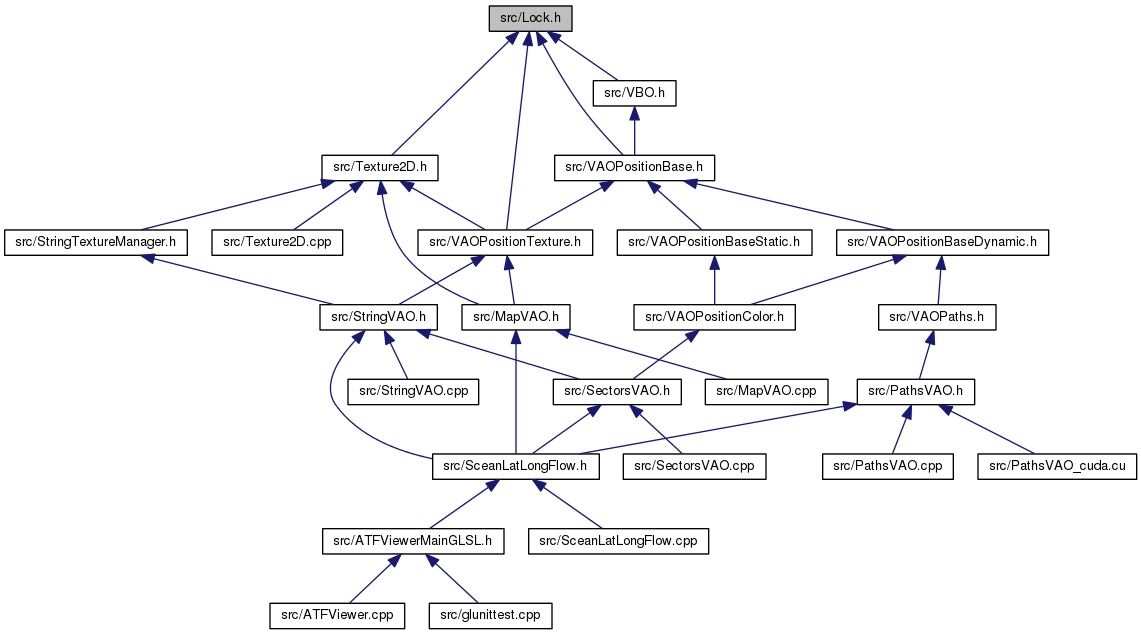 src/Lock.h
src/VBO.h
src/Texture2D.h
src/VAOPositionBase.h
src/StringTextureManager.h
src/Texture2D.cpp
src/VAOPositionTexture.h
src/VAOPositionBaseStatic.h
src/VAOPositionBaseDynamic.h
src/StringVAO.h
src/MapVAO.h
src/VAOPositionColor.h
src/VAOPaths.h
src/StringVAO.cpp
src/SectorsVAO.h
src/MapVAO.cpp
src/PathsVAO.h
src/SceanLatLongFlow.h
src/SectorsVAO.cpp
src/PathsVAO.cpp
src/PathsVAO_cuda.cu
src/ATFViewerMainGLSL.h
src/SceanLatLongFlow.cpp
src/ATFViewer.cpp
src/glunittest.cpp